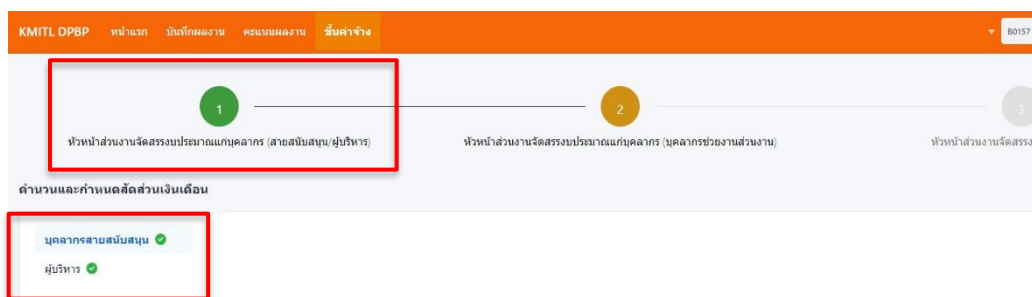 KMITL DPBP หน้าแรก บันทึกผลงาน คะแนนผลงาน ขึ้นค่าจ้าง B0157
1 2 3
หัวหน้าส่วนงานจัดสรรงบประมาณแก่บุคลากร (สายสนับสนุน/ผู้บริหาร) หัวหน้าส่วนงานจัดสรรงบประมาณแก่บุคลากร (บุคลากรช่วยงานส่วนงาน) หัวหน้าส่วนงานจัดสรรง
คำนวนและกำหนดสัดส่วนเงินเดือน
บุคลากรสายสนับสนุน
ผู้บริหาร